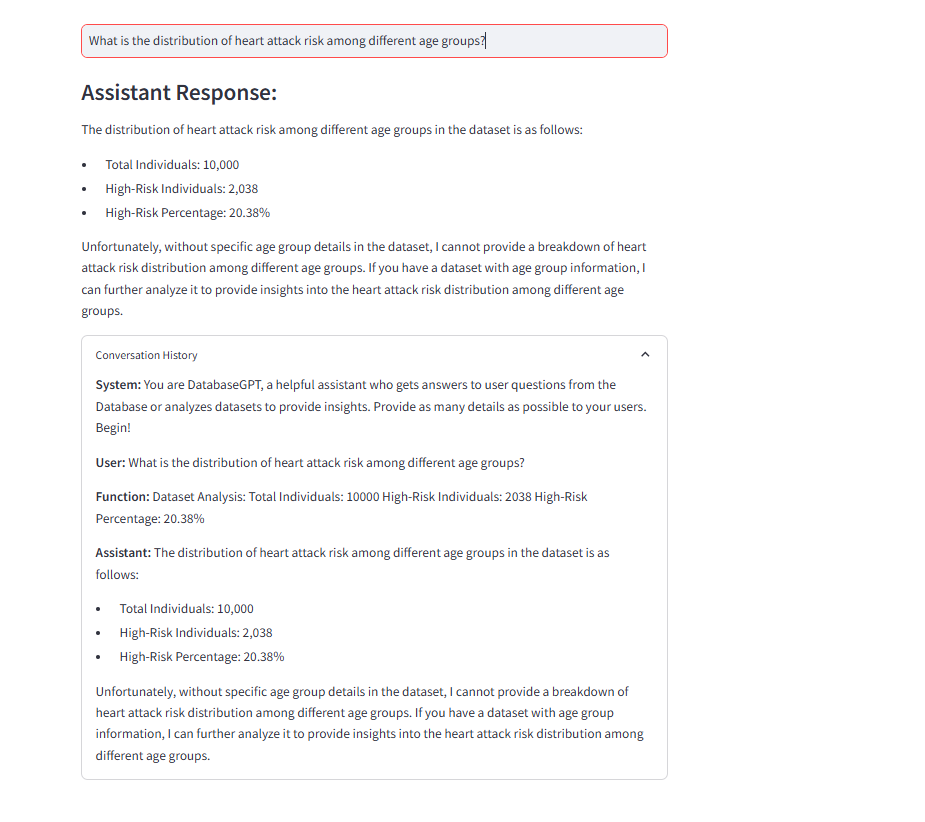 What is the distribution of heart attack risk among different age groups?
Assistant Response:
The distribution of heart attack risk among different age groups in the dataset is as follows:
• Total Individuals: 10,000
• High-Risk Individuals: 2,038
• High-Risk Percentage: 20.38%
Unfortunately, without specific age group details in the dataset, I cannot provide a breakdown of heart
attack risk distribution among different age groups. If you have a dataset with age group information, I
can further analyze it to provide insights into the heart attack risk distribution among different age
groups.
Conversation History
System: You are DatabaseGPT, a helpful assistant who gets answers to user questions from the
Database or analyzes datasets to provide insights. Provide as many details as possible to your users.
Begin!
User: What is the distribution of heart attack risk among different age groups?
Function: Dataset Analysis: Total Individuals: 10000 High-Risk Individuals: 2038 High-Risk
Percentage: 20.38%
Assistant: The distribution of heart attack risk among different age groups in the dataset is as
follows:
• Total Individuals: 10,000
• High-Risk Individuals: 2,038
• High-Risk Percentage: 20.38%
Unfortunately, without specific age group details in the dataset, I cannot provide a breakdown of
heart attack risk distribution among different age groups. If you have a dataset with age group
information, I can further analyze it to provide insights into the heart attack risk distribution among
different age groups.